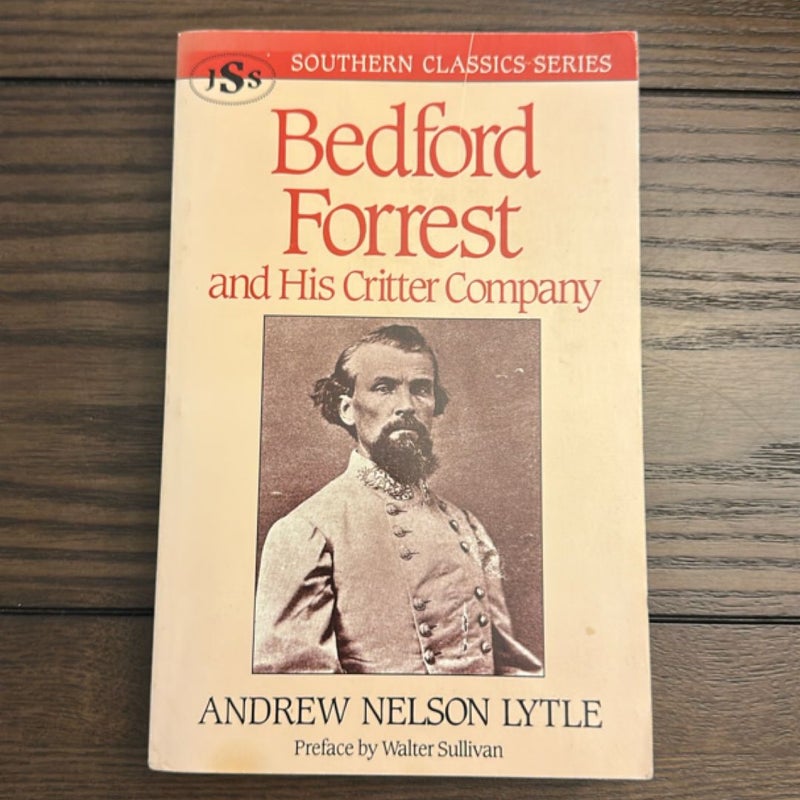 JSS
SOUTHERN CLASSICS SERIES
Bedford
Forrest
and His Critter Company
ANDREW NELSON LYTLE
Preface by Walter Sullivan